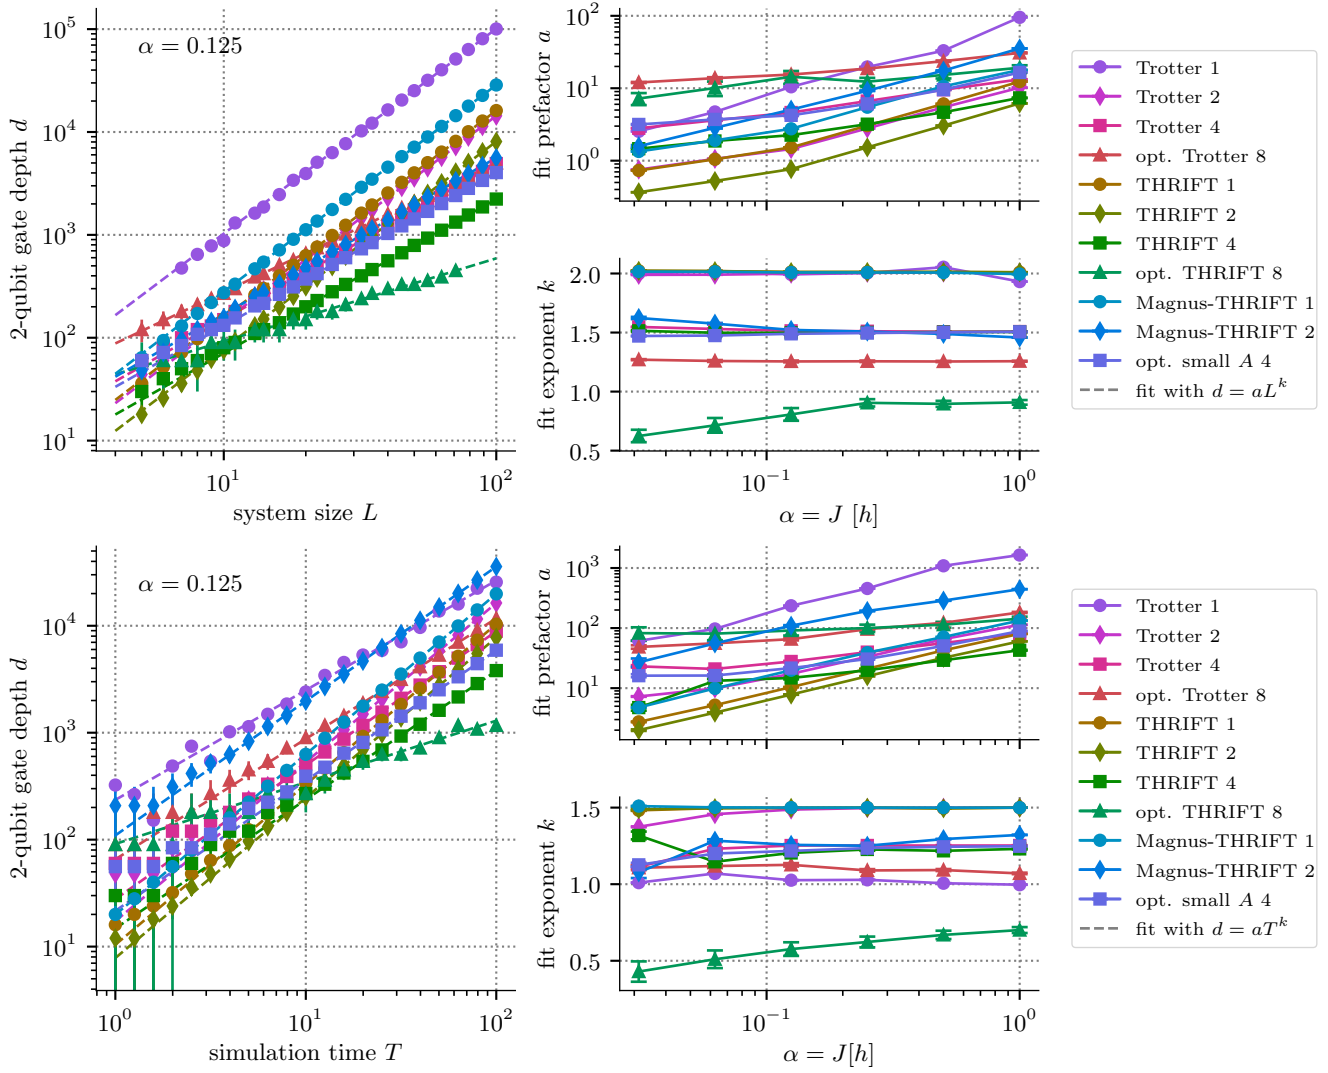 α = 0.125
2-qubit gate depth d
10^5
10^4
10^3
10^2
10^1
10^1
10^2
system size L
fit prefactor a
10^2
10^1
10^0
fit exponent k
2.0
1.5
1.0
0.5
10^−1
10^0
α = J [h]
Trotter 1
Trotter 2
Trotter 4
opt. Trotter 8
THRIFT 1
THRIFT 2
THRIFT 4
opt. THRIFT 8
Magnus-THRIFT 1
Magnus-THRIFT 2
opt. small A 4
fit with d = aL^k
α = 0.125
2-qubit gate depth d
10^4
10^3
10^2
10^1
10^0
10^1
10^2
simulation time T
fit prefactor a
10^3
10^2
10^1
fit exponent k
1.5
1.0
0.5
10^−1
10^0
α = J[h]
Trotter 1
Trotter 2
Trotter 4
opt. Trotter 8
THRIFT 1
THRIFT 2
THRIFT 4
opt. THRIFT 8
Magnus-THRIFT 1
Magnus-THRIFT 2
opt. small A 4
fit with d = aT^k